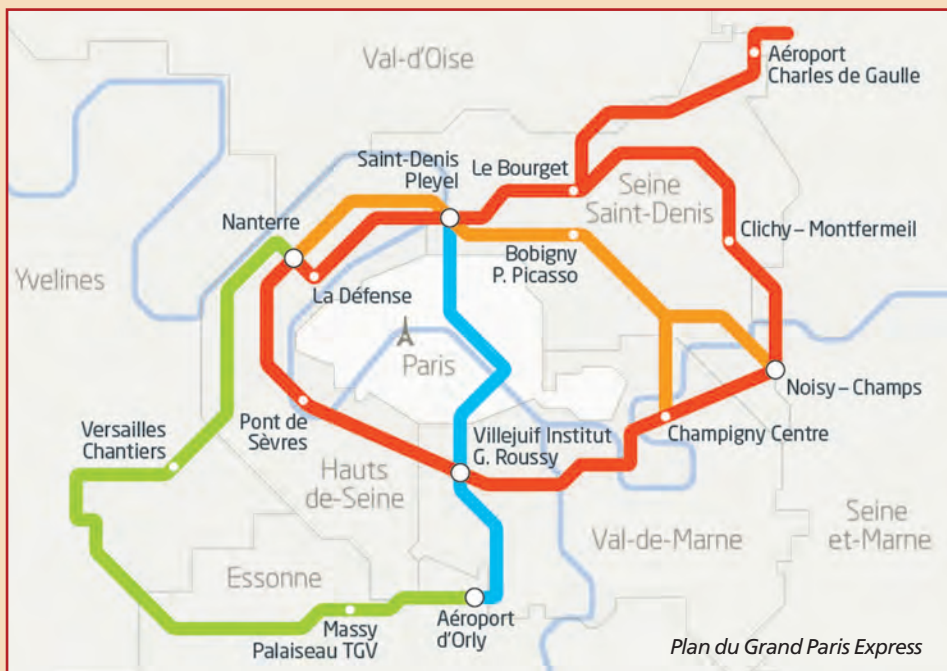 Val-d'Oise
Aéroport
Charles de Gaulle
Saint-Denis
Pleyel
Le Bourget
Seine
Saint-Denis
Nanterre
Clichy – Montfermeil
Bobigny
P. Picasso
Yvelines
La Défense
Paris
Noisy – Champs
Pont de
Sèvres
Villejuif Institut
G. Roussy
Champigny Centre
Versailles
Chantiers
Hauts
de-Seine
Val-de-Marne
Seine
et-Marne
Essonne
Massy
Palaiseau TGV
Aéroport
d'Orly
Plan du Grand Paris Express